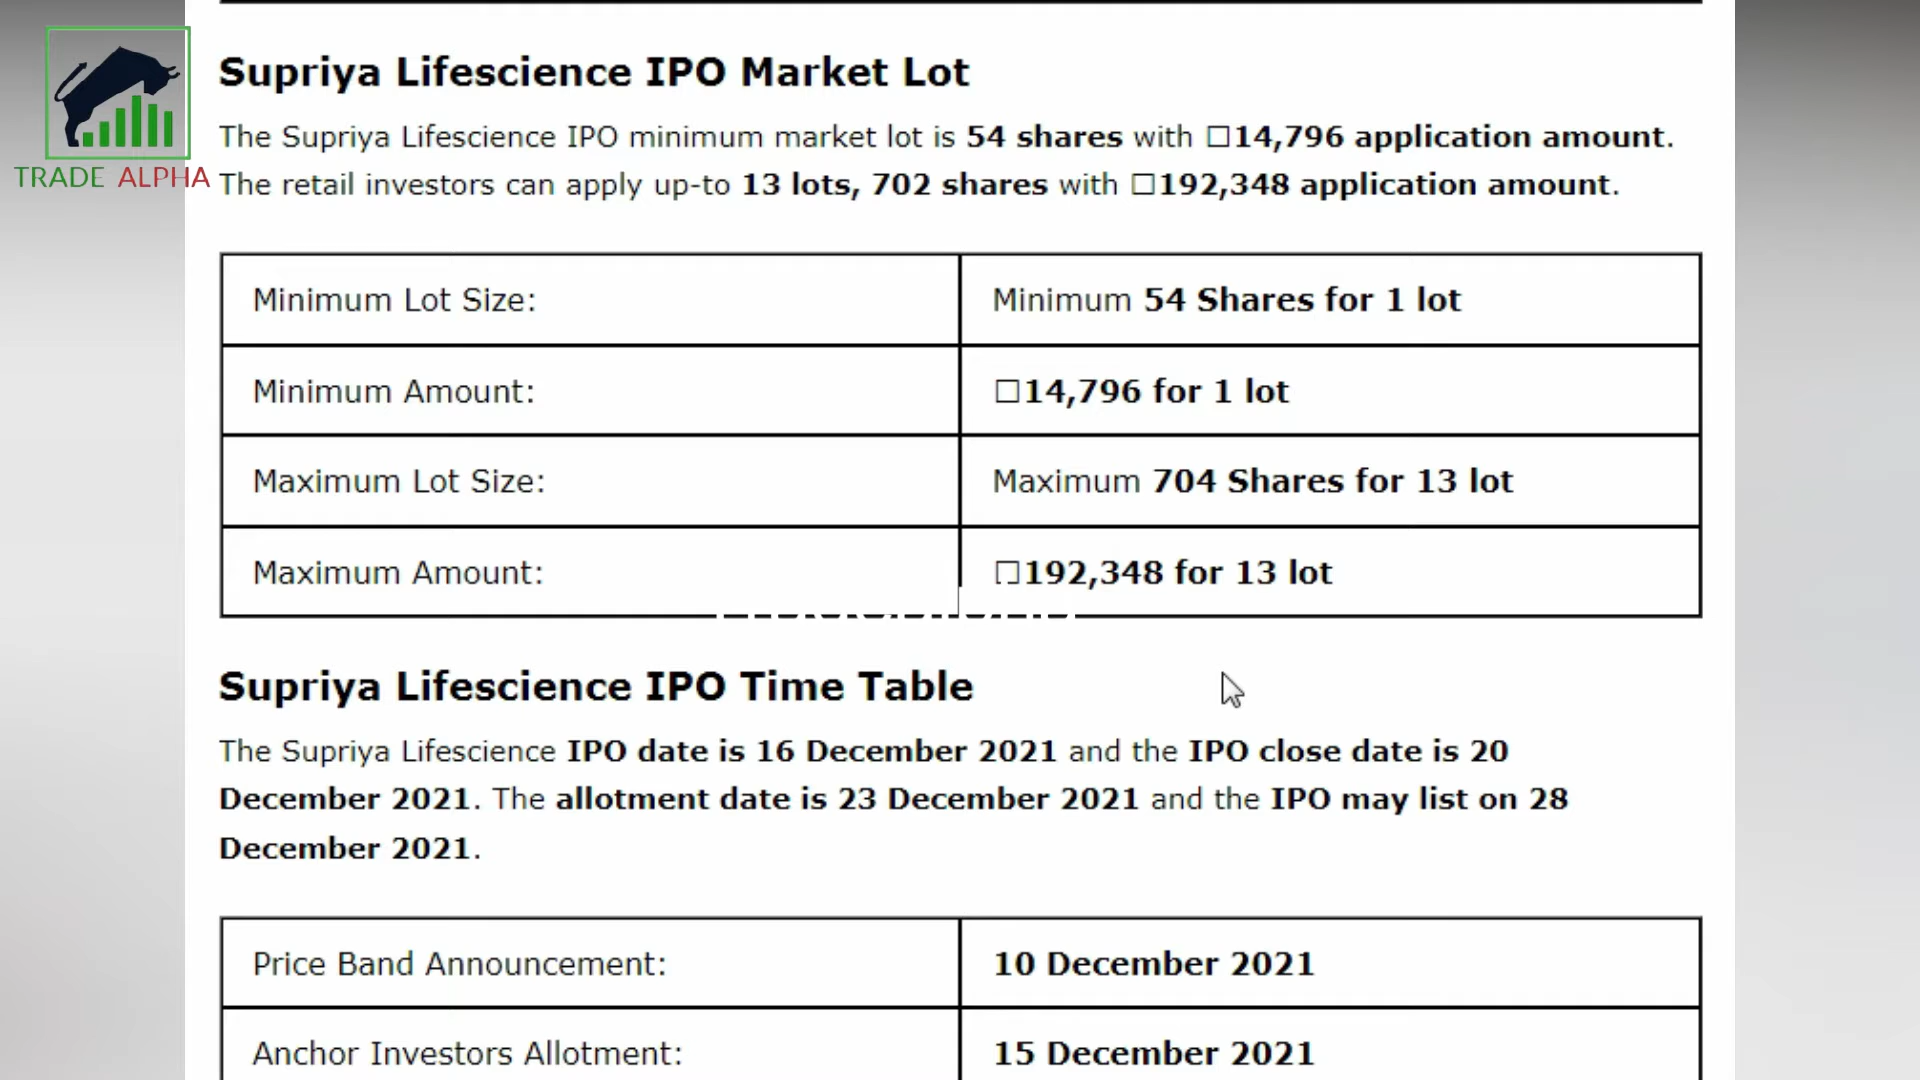 TRADE ALPHA
Supriya Lifescience IPO Market Lot
The Supriya Lifescience IPO minimum market lot is 54 shares with □14,796 application amount.
The retail investors can apply up-to 13 lots, 702 shares with □192,348 application amount.
Minimum Lot Size: Minimum 54 Shares for 1 lot
Minimum Amount: □14,796 for 1 lot
Maximum Lot Size: Maximum 704 Shares for 13 lot
Maximum Amount: □192,348 for 13 lot
Supriya Lifescience IPO Time Table
The Supriya Lifescience IPO date is 16 December 2021 and the IPO close date is 20
December 2021. The allotment date is 23 December 2021 and the IPO may list on 28
December 2021.
Price Band Announcement: 10 December 2021
Anchor Investors Allotment: 15 December 2021